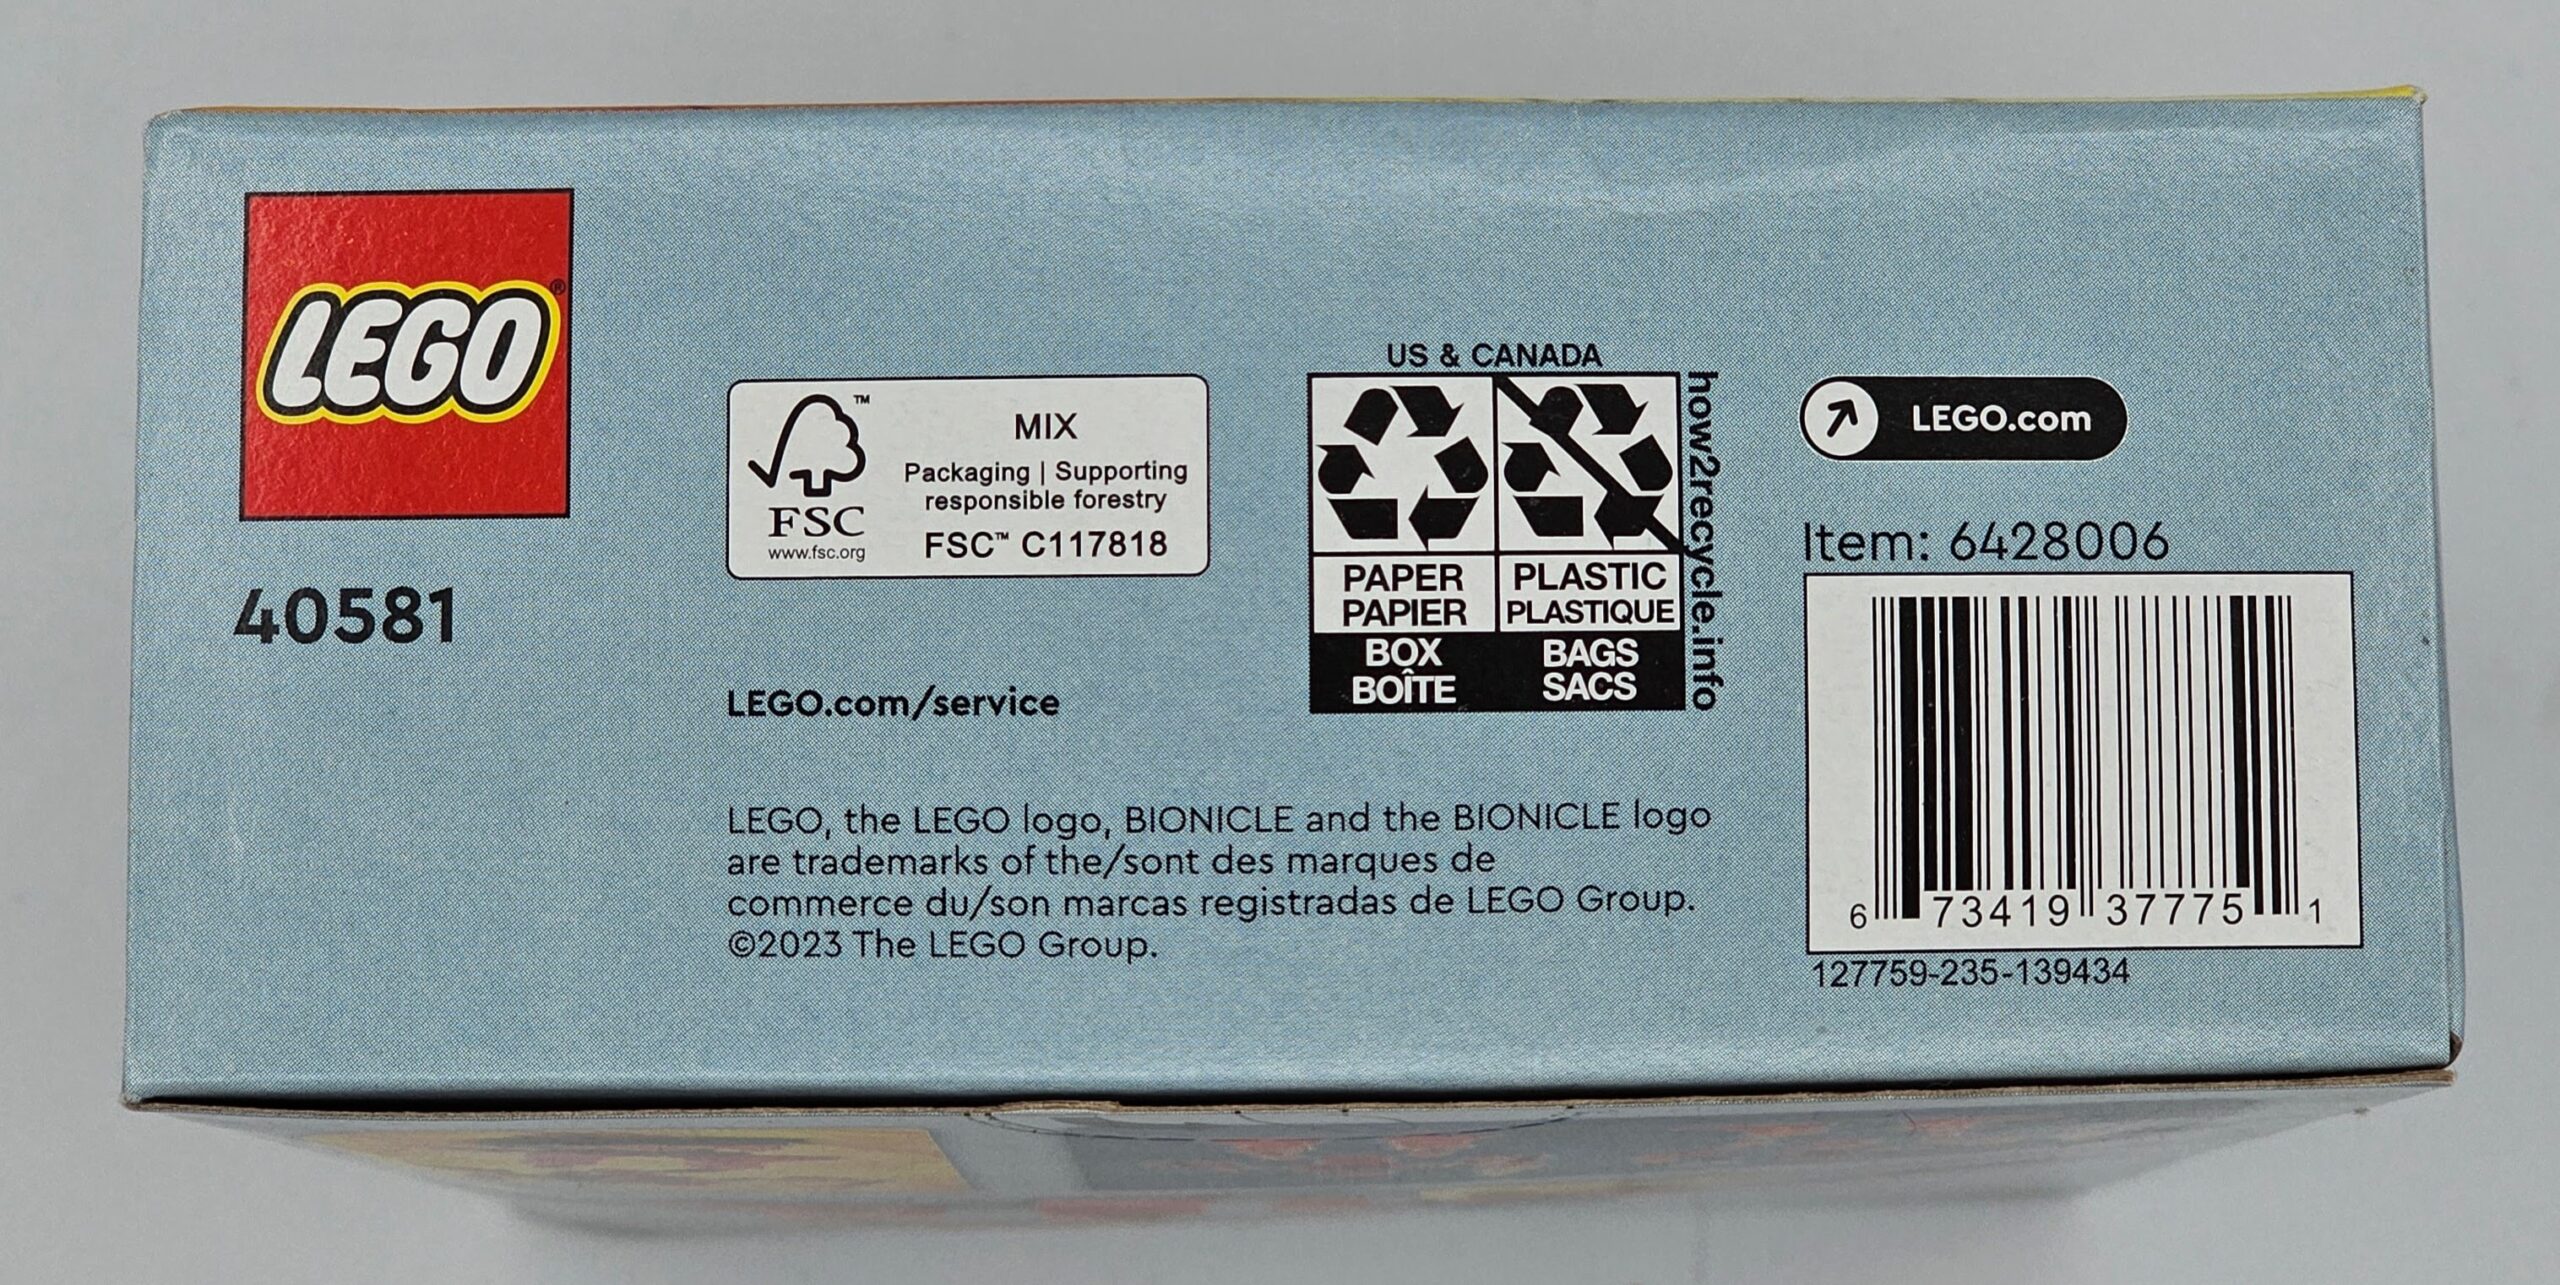 LEGO®
40581
FSC
™
www.fsc.org
MIX
Packaging | Supporting
responsible forestry
FSC™ C117818
LEGO.com/service
LEGO, the LEGO logo, BIONICLE and the BIONICLE logo
are trademarks of the/sont des marques de
commerce du/son marcas registradas de LEGO Group.
©2023 The LEGO Group.
US & CANADA
PAPER
PAPIER
BOX
BOÎTE
PLASTIC
PLASTIQUE
BAGS
SACS
how2recycle.info
LEGO.com
Item: 6428006
6 73419 37775 1
127759-235-139434